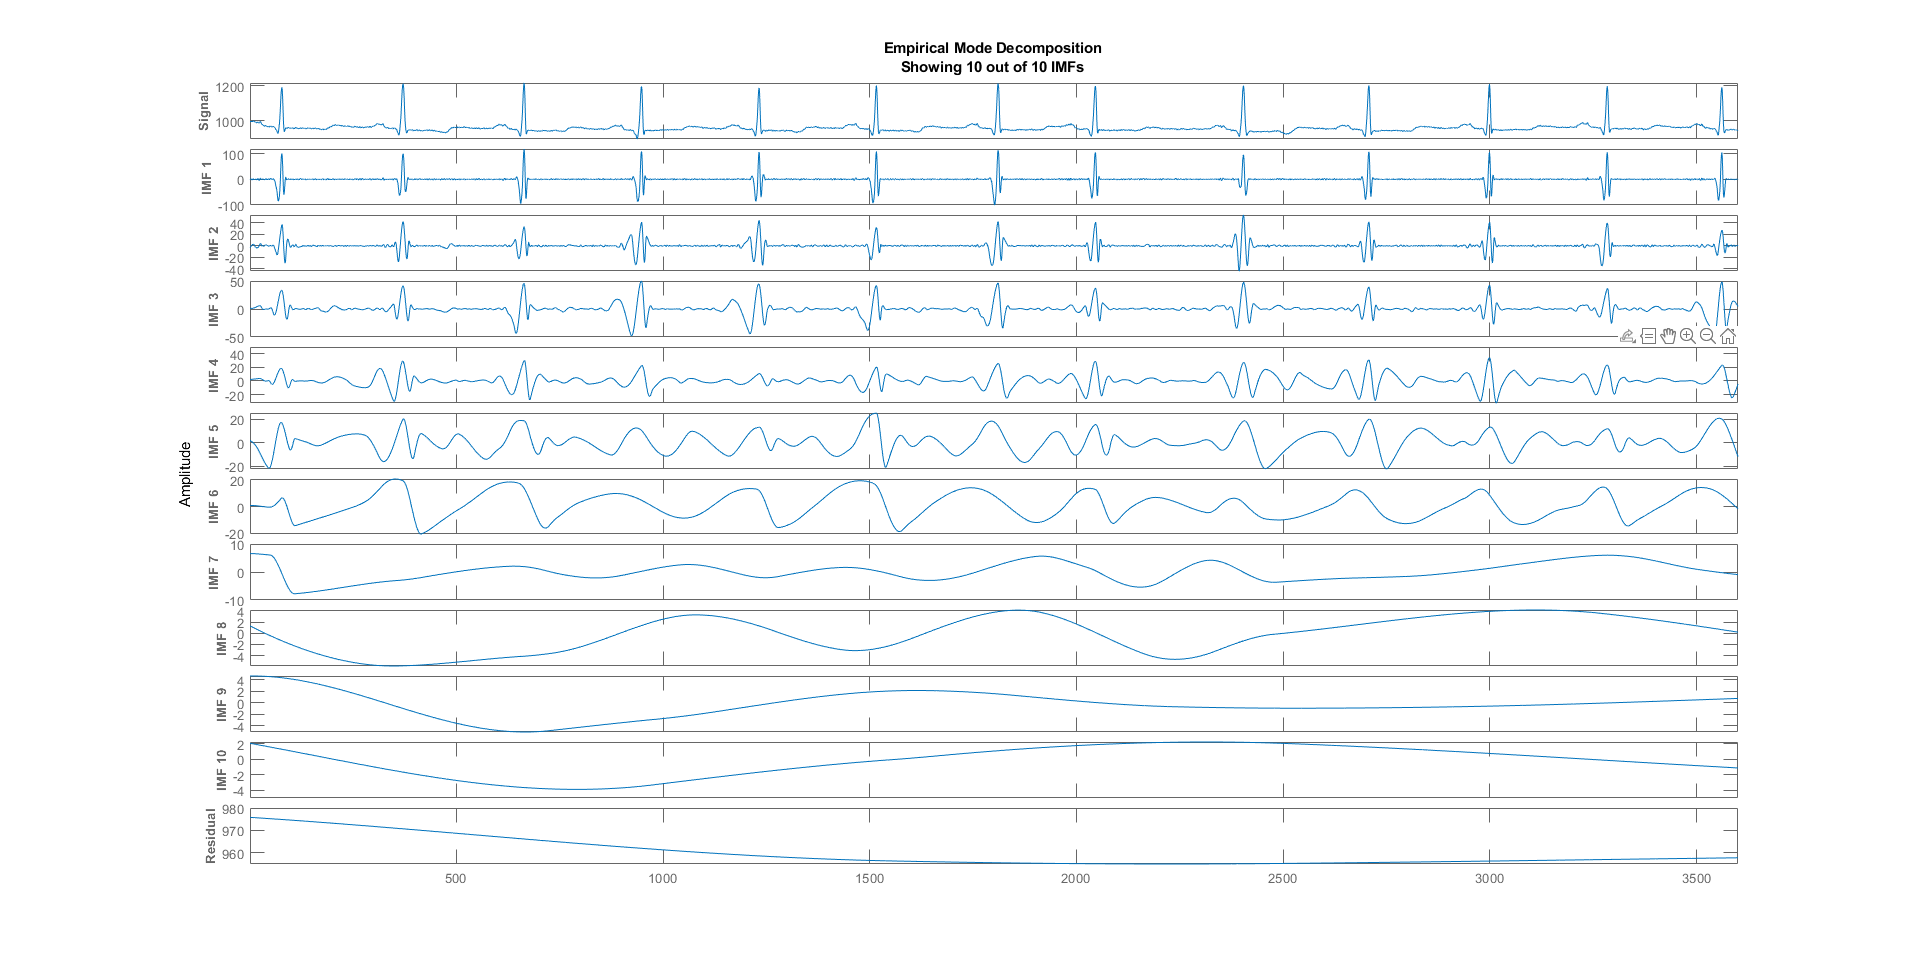 Empirical Mode Decomposition
Showing 10 out of 10 IMFs
Amplitude
Signal
1200
1000
IMF 1
100
0
-100
IMF 2
40
20
0
-20
-40
IMF 3
50
0
-50
IMF 4
40
20
0
-20
IMF 5
20
0
-20
IMF 6
20
0
-20
IMF 7
10
0
-10
IMF 8
4
2
0
-2
-4
IMF 9
4
2
0
-2
-4
IMF 10
2
0
-2
-4
Residual
980
970
960
500 1000 1500 2000 2500 3000 3500